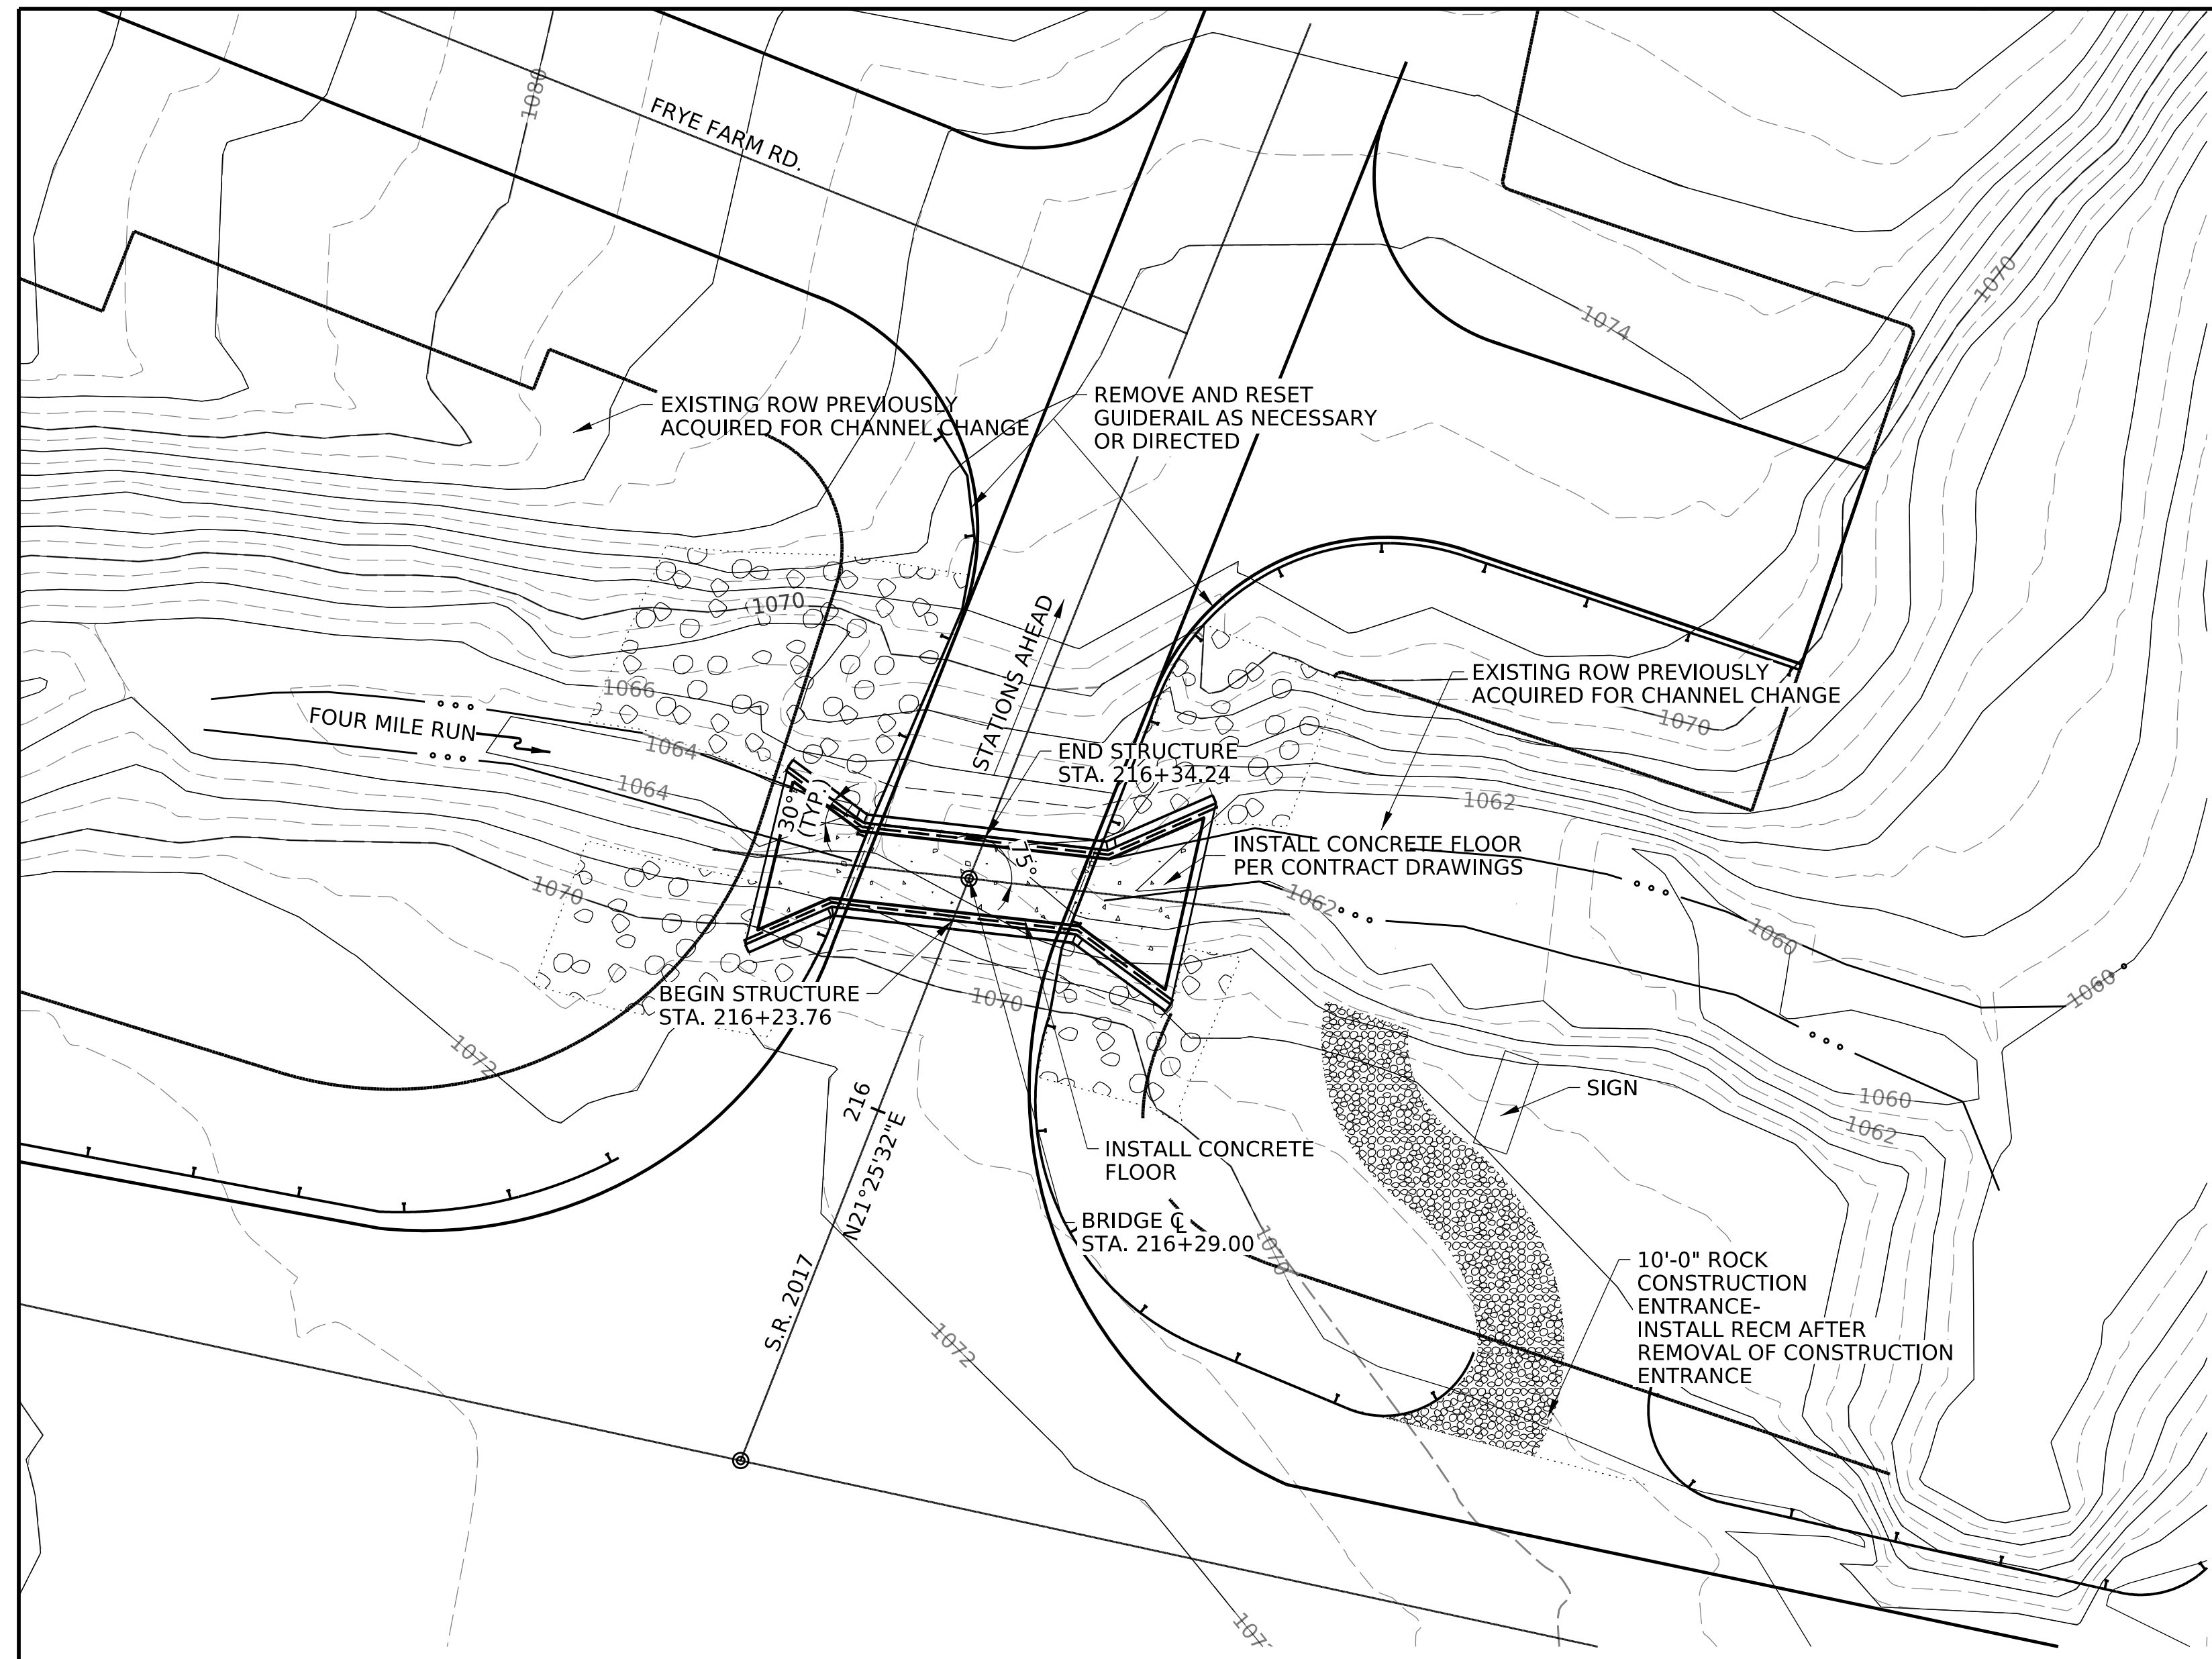 1080
FRYE FARM RD.
1070
1074
EXISTING ROW PREVIOUSLY
ACQUIRED FOR CHANNEL CHANGE
REMOVE AND RESET
GUIDERAIL AS NECESSARY
OR DIRECTED
1070
STATIONS AHEAD
1066
EXISTING ROW PREVIOUSLY
ACQUIRED FOR CHANNEL CHANGE
1070
FOUR MILE RUN
1064
1064
END STRUCTURE
STA. 216+34.24
30°
(TYP.)
1062
75°
INSTALL CONCRETE FLOOR
PER CONTRACT DRAWINGS
1070
1062
1060
1060
BEGIN STRUCTURE
STA. 216+23.76
1070
1072
216
N21°25'32"E
SIGN
1060
1062
INSTALL CONCRETE
FLOOR
BRIDGE ℄
STA. 216+29.00
1070
S.R. 2017
10'-0" ROCK
CONSTRUCTION
ENTRANCE-
INSTALL RECM AFTER
REMOVAL OF CONSTRUCTION
ENTRANCE
1072